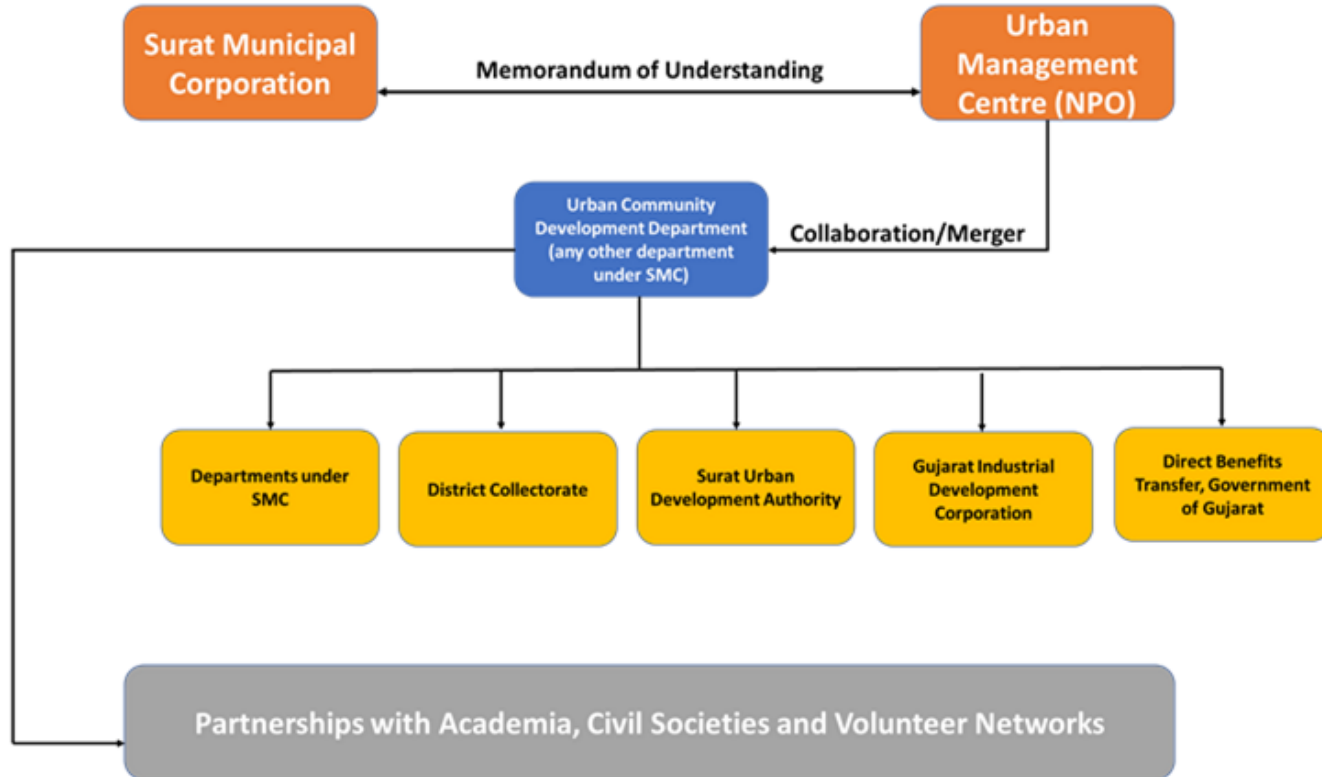 Surat Municipal
Corporation
Memorandum of Understanding
Urban
Management
Centre (NPO)
Urban Community
Development Department
(any other department
under SMC)
Collaboration/Merger
Departments under
SMC
District Collectorate
Surat Urban
Development Authority
Gujarat Industrial
Development
Corporation
Direct Benefits
Transfer, Government
of Gujarat
Partnerships with Academia, Civil Societies and Volunteer Networks